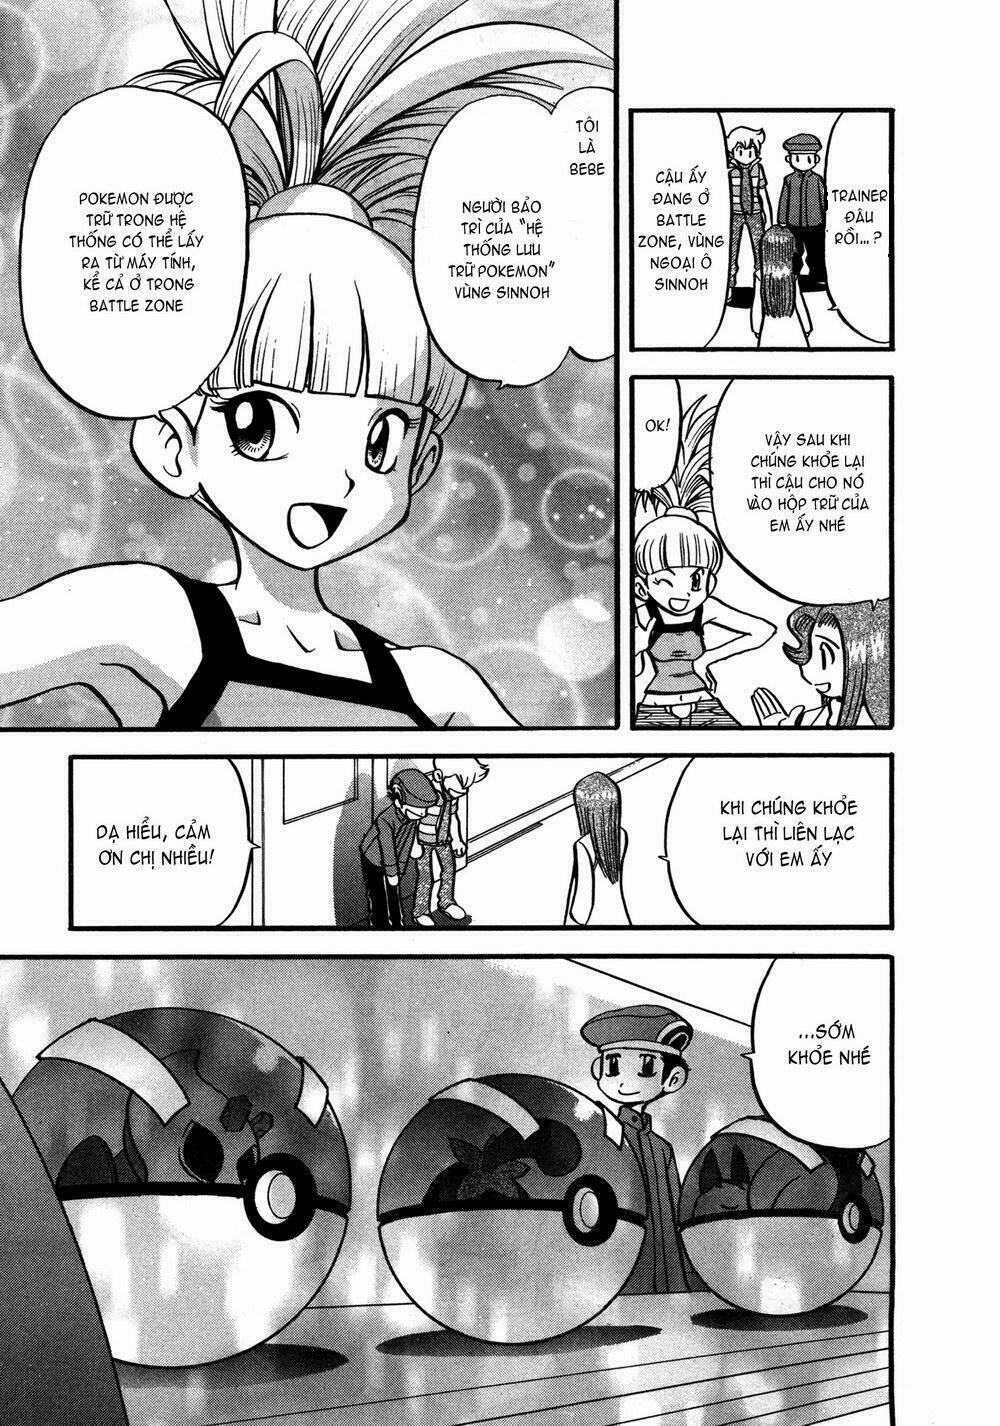 TRAINER
ĐÂU
RỒI...?
CẬU ẤY
ĐANG Ở
BATTLE
ZONE, VÙNG
NGOẠI Ô
SINNOH
VẬY SAU KHI
CHÚNG KHỎE LẠI
THÌ CẬU CHO NÓ
VÀO HỘP TRỮ CỦA
EM ẤY NHÉ
OK!
TÔI
LÀ
BEBE
NGƯỜI BẢO
TRÌ CỦA "HỆ
THỐNG LƯU
TRỮ POKEMON"
VÙNG SINNOH
POKEMON ĐƯỢC
TRỮ TRONG HỆ
THỐNG CÓ THỂ LẤY
RA TỪ MÁY TÍNH,
KỂ CẢ Ở TRONG
BATTLE ZONE
KHI CHÚNG KHỎE
LẠI THÌ LIÊN LẠC
VỚI EM ẤY
DẠ HIỂU, CẢM
ƠN CHỊ NHIỀU!
...SỚM
KHỎE NHÉ